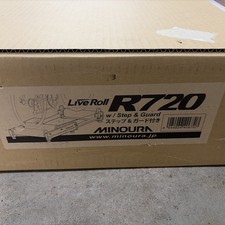 Live Roll R720
w/ Step & Guard
ステップ&ガード付き
MINOURA
www.minoura.jp